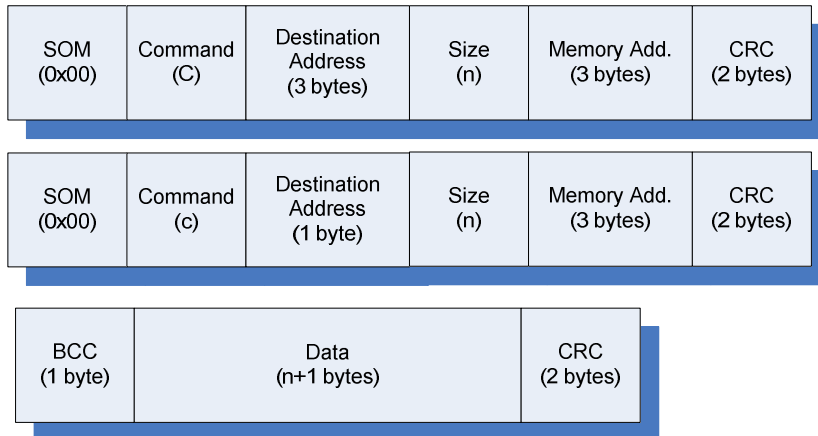 SOM
(0x00)
Command
(C)
Destination
Address
(3 bytes)
Size
(n)
Memory Add.
(3 bytes)
CRC
(2 bytes)
SOM
(0x00)
Command
(c)
Destination
Address
(1 byte)
Size
(n)
Memory Add.
(3 bytes)
CRC
(2 bytes)
BCC
(1 byte)
Data
(n+1 bytes)
CRC
(2 bytes)